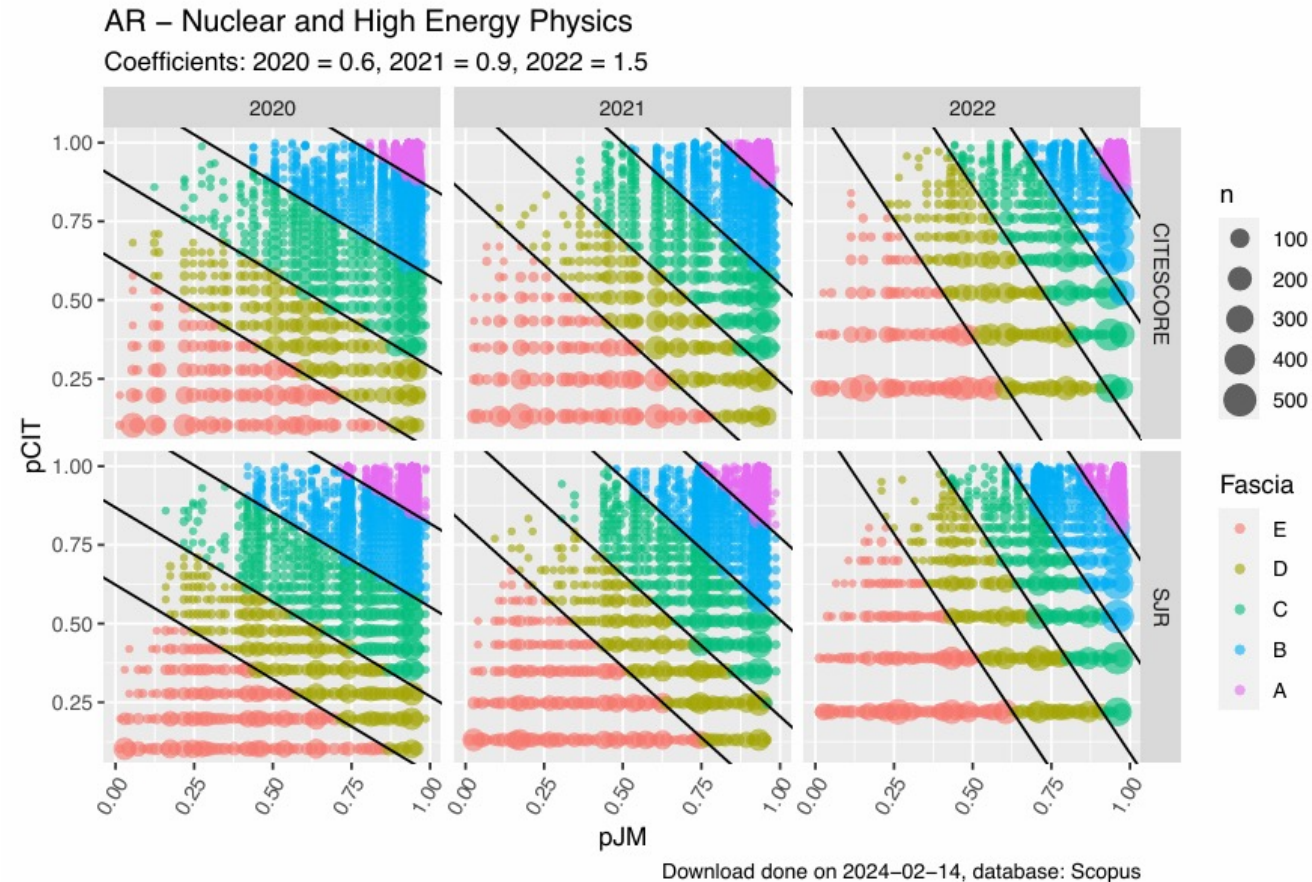 AR − Nuclear and High Energy Physics
Coefficients: 2020 = 0.6, 2021 = 0.9, 2022 = 1.5
2020 2021 2022
1.00
0.75
0.50
0.25
CITESCORE
1.00
0.75
0.50
0.25
SJR
pCIT
0.00 0.25 0.50 0.75 1.00 0.00 0.25 0.50 0.75 1.00 0.00 0.25 0.50 0.75 1.00
pJM
n
100
200
300
400
500
Fascia
E
D
C
B
A
Download done on 2024−02−14, database: Scopus